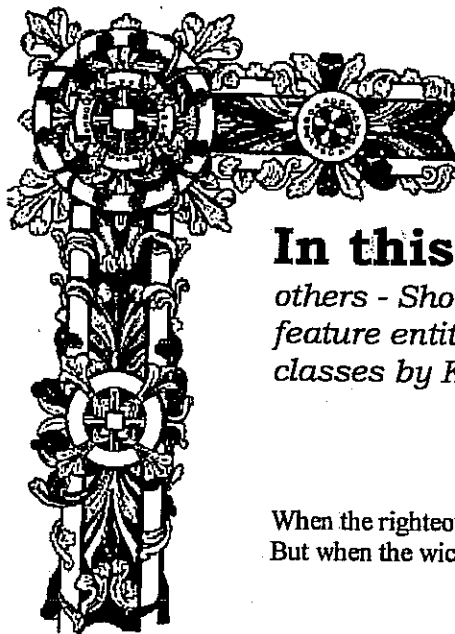 In this
others - Sho
feature entit
classes by
When the righteo
But when the wic